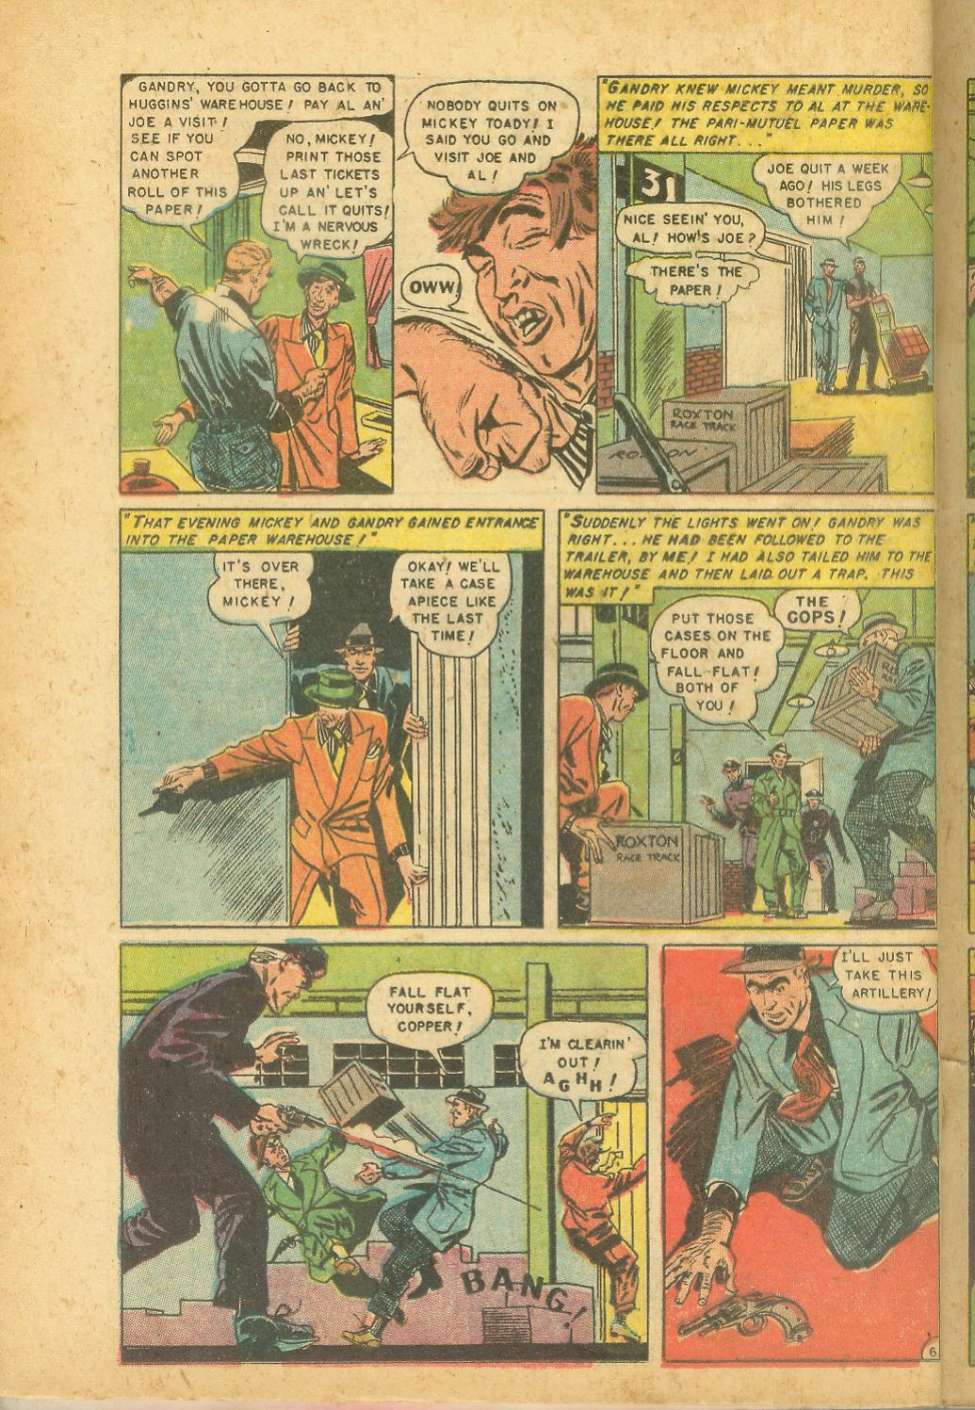 GANDRY, YOU GOTTA GO BACK TO
HUGGINS' WAREHOUSE! PAY AL AN'
JOE A VISIT!
SEE IF YOU
CAN SPOT
ANOTHER
ROLL OF THIS
PAPER!
NO, MICKEY!
PRINT THOSE
LAST TICKETS
UP AN' LET'S
CALL IT QUITS!
I'M A NERVOUS
WRECK!
NOBODY QUITS ON
MICKEY TOADY! I
SAID YOU GO AND
VISIT JOE AND
AL!
OWW!
"GANDRY KNEW MICKEY MEANT MURDER, SO
HE PAID HIS RESPECTS TO AL AT THE WARE-
HOUSE! THE PARI-MUTUEL PAPER WAS
THERE ALL RIGHT..."
31
NICE SEEIN' YOU,
AL! HOW'S JOE?
THERE'S THE
PAPER!
JOE QUIT A WEEK
AGO! HIS LEGS
BOTHERED
HIM!
ROXTON
RACE TRACK
ROXTON
"THAT EVENING MICKEY AND GANDRY GAINED ENTRANCE
INTO THE PAPER WAREHOUSE!"
IT'S OVER
THERE,
MICKEY!
OKAY! WE'LL
TAKE A CASE
APIECE LIKE
THE LAST
TIME!
"SUDDENLY THE LIGHTS WENT ON! GANDRY WAS
RIGHT... HE HAD BEEN FOLLOWED TO THE
TRAILER, BY ME! I HAD ALSO TAILED HIM TO THE
WAREHOUSE AND THEN LAID OUT A TRAP. THIS
WAS IT!"
PUT THOSE
CASES ON THE
FLOOR AND
FALL FLAT!
BOTH OF
YOU!
THE
COPS!
ROXTON
RACE TRACK
FALL FLAT
YOURSELF,
COPPER!
I'M CLEARIN'
OUT!
AGHH!
BANG!
I'LL JUST
TAKE THIS
ARTILLERY!
6